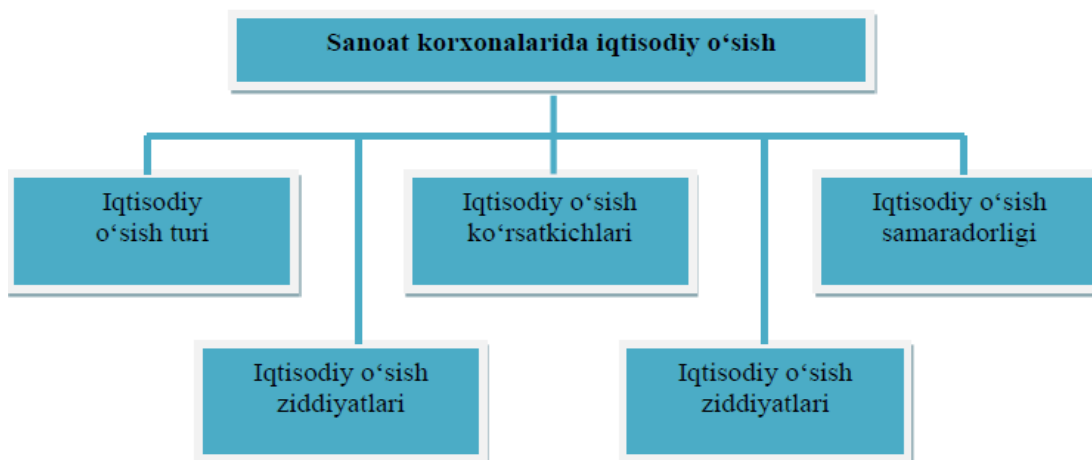 Sanoat korxonalarida iqtisodiy o‘sish
Iqtisodiy
o‘sish turi
Iqtisodiy o‘sish
ko‘rsatkichlari
Iqtisodiy o‘sish
samaradorligi
Iqtisodiy o‘sish
ziddiyatlari
Iqtisodiy o‘sish
ziddiyatlari